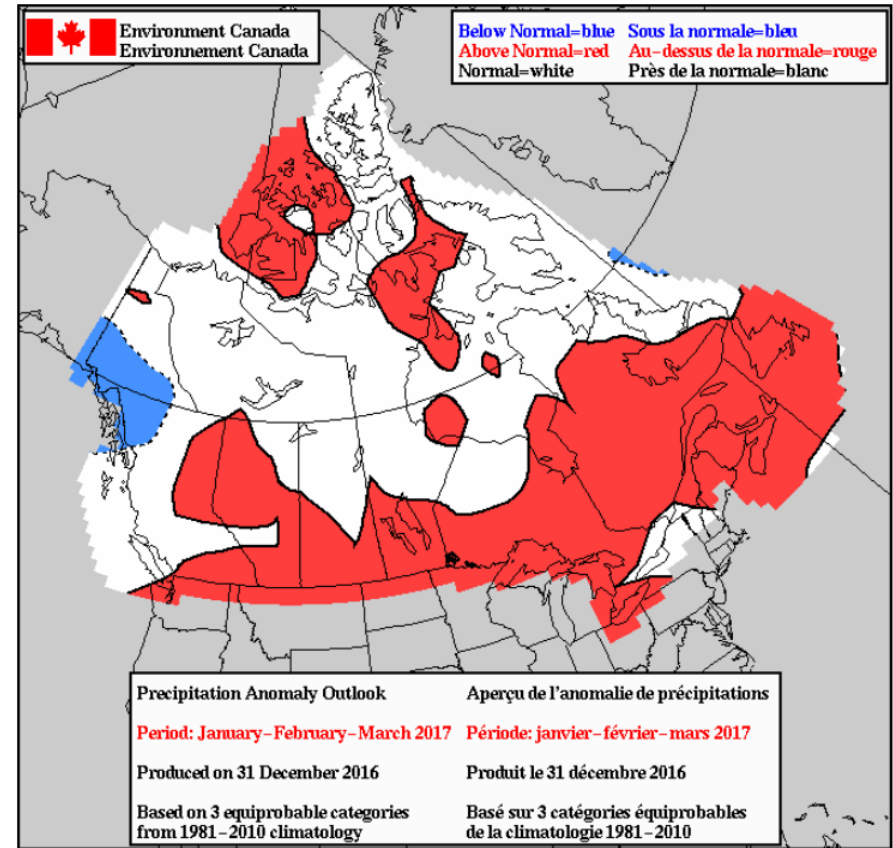 Environment Canada
Environnement Canada
Below Normal=blue Sous la normale=bleu
Above Normal=red Au-dessus de la normale=rouge
Normal=white Près de la normale=blanc
Precipitation Anomaly Outlook Aperçu de l'anomalie de précipitations
Period: January-February-March 2017 Période: janvier-février-mars 2017
Produced on 31 December 2016 Produit le 31 décembre 2016
Based on 3 equiprobable categories Basé sur 3 catégories équiprobables
from 1981-2010 climatology de la climatologie 1981-2010